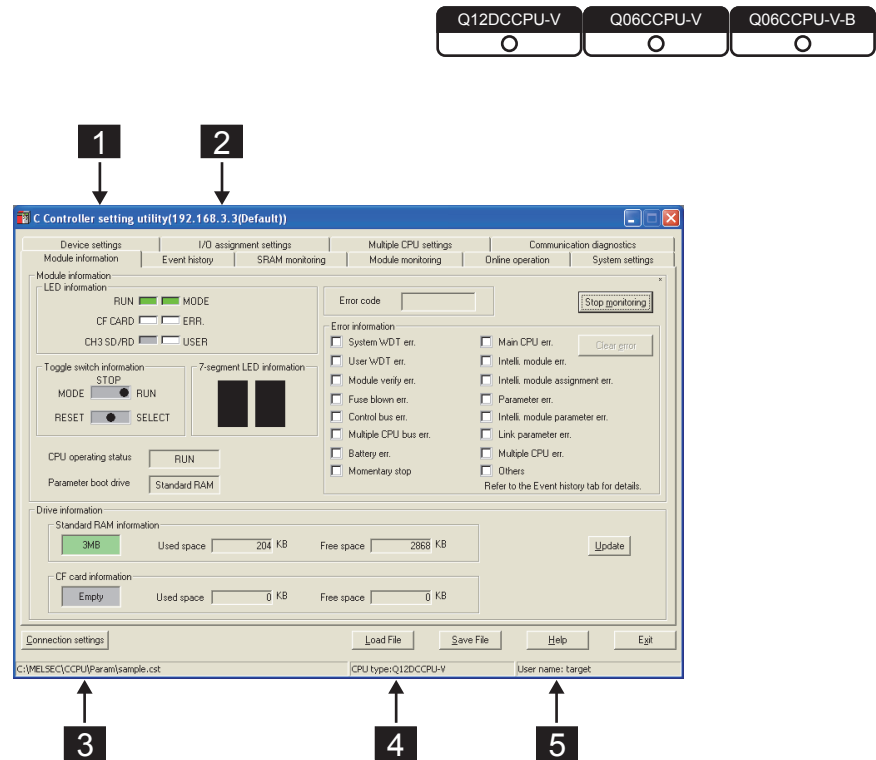 Q12DCCPU-V Q06CCPU-V Q06CCPU-V-B
1 2
C Controller setting utility(192.168.3.3(Default))
Device settings I/O assignment settings Multiple CPU settings Communication diagnostics
Module information Event history SRAM monitoring Module monitoring Online operation System settings
Module information
LED information
RUN MODE
CF CARD ERR.
CH3 SD/RD USER
Error code
Stop monitoring
Error information
System WDT err. Main CPU err.
Clear error
User WDT err. Intelli. module err.
Module verify err. Intelli. module assignment err.
Fuse blown err. Parameter err.
Control bus err. Intelli. module parameter err.
Multiple CPU bus err. Link parameter err.
Battery err. Multiple CPU err.
Momentary stop Others
Refer to the Event history tab for details.
Toggle switch information
STOP
MODE RUN
RESET SELECT
7-segment LED information
CPU operating status RUN
Parameter boot drive Standard RAM
Drive information
Standard RAM information
3MB Used space 204 KB Free space 2868 KB
Update
CF card information
Empty Used space 0 KB Free space 0 KB
Connection settings Load File Save File Help Exit
C:\MELSEC\CCPU\Param\sample.cst CPU type:Q12DCCPU-V User name: target
3 4 5